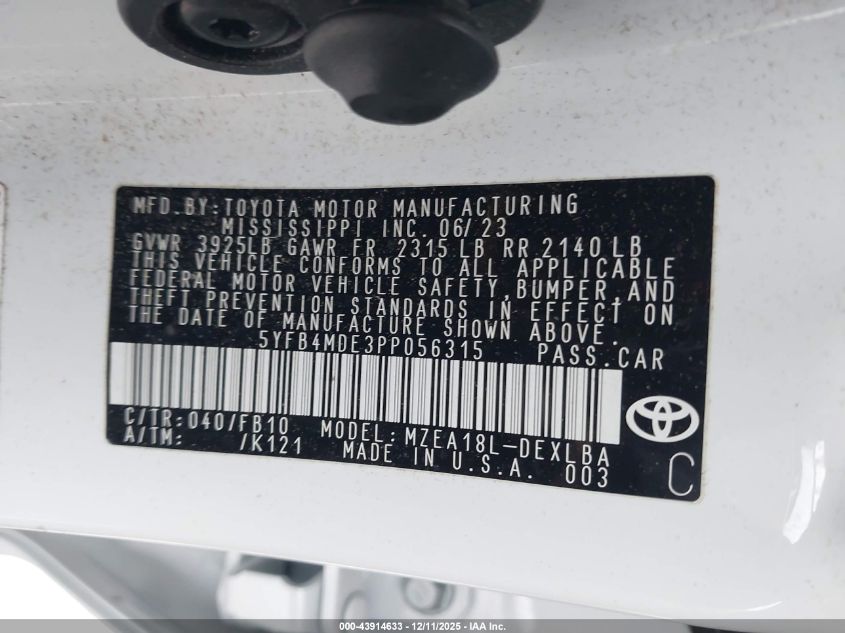 MFD.BY:TOYOTA MOTOR MANUFACTURING
MISSISSIPPI INC. 06/23
GVWR 3925LB GAWR FR 2315 LB RR 2140 LB
THIS VEHICLE CONFORMS TO ALL APPLICABLE
FEDERAL MOTOR VEHICLE SAFETY,BUMPER,AND
THEFT PREVENTION STANDARDS IN EFFECT ON
THE DATE OF MANUFACTURE SHOWN ABOVE.
5YFB4MDE3PP056315 PASS.CAR
C/TR:040/FB10 MODEL:MZEA18L-DEXLBA
A/TM: /K121 MADE IN U.S.A. 003
C
000-43914633 - 12/11/2025 - IAA Inc.